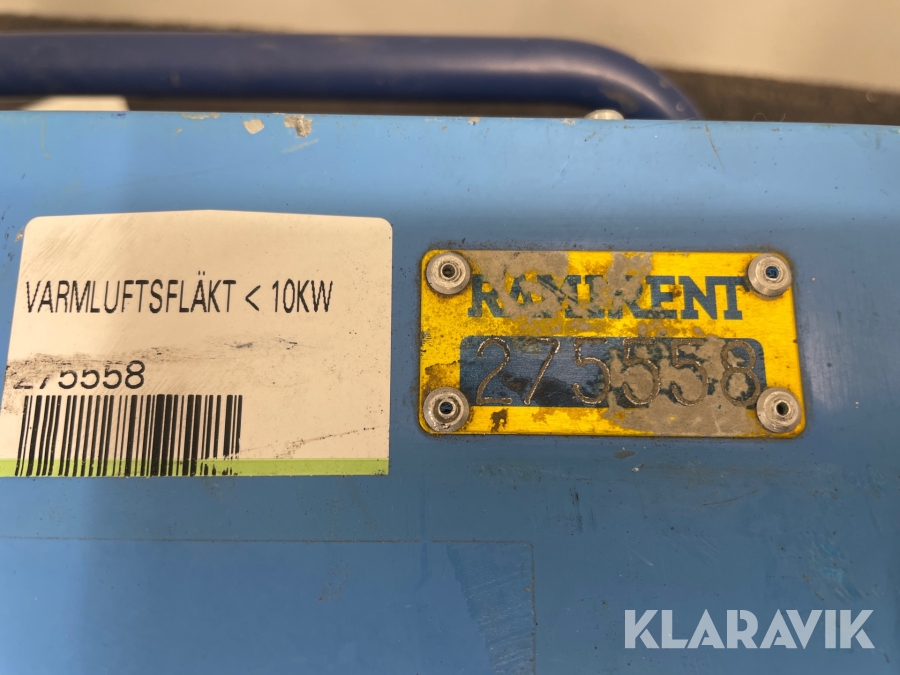 VARMLUFTSFLÄKT < 10KW
275558
RAMIRENT
275558
KLARAVIK